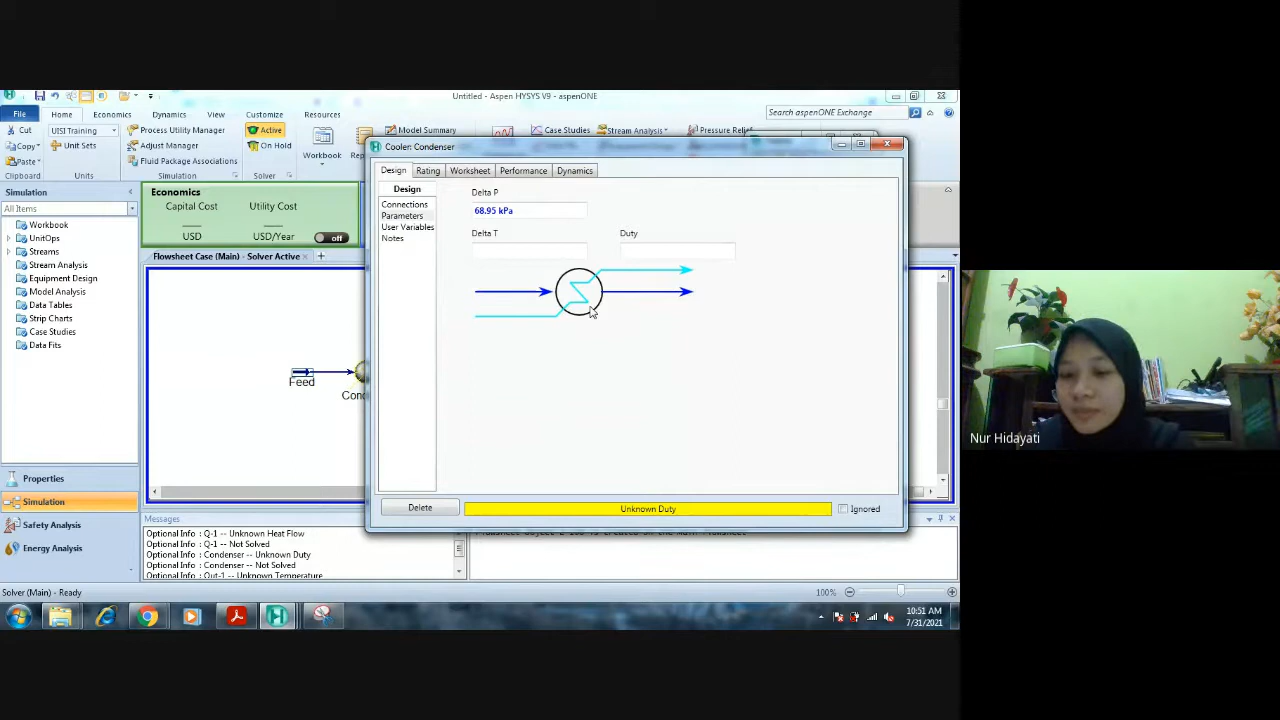 Untitled - Aspen HYSYS V9 - aspenONE
File
Home
Economics
Dynamics
Customize
Resources
Search aspenONE Exchange
Cut
Copy
Paste
Clipboard
UISI Training
Unit Sets
Units
Process Utility Manager
Adjust Manager
Fluid Package Associations
Active
On Hold
Solver
Workbook
Model Summary
Case Studies
Stream Analysis
Pressure Relief
Simulation
All Items
Workbook
UnitOps
Streams
Stream Analysis
Equipment Design
Model Analysis
Data Tables
Strip Charts
Case Studies
Data Fits
Properties
Simulation
Safety Analysis
Energy Analysis
Economics
Capital Cost
Utility Cost
USD
USD/Year
off
Flowsheet Case (Main) - Solver Active
Feed
Cooler: Condenser
Design
Rating
Worksheet
Performance
Dynamics
Design
Connections
Parameters
User Variables
Notes
Delta P
68.95 kPa
Delta T
Duty
Delete
Unknown Duty
Ignored
Messages
Optional Info : Q-1 -- Unknown Heat Flow
Optional Info : Q-1 -- Not Solved
Optional Info : Condenser -- Unknown Duty
Optional Info : Condenser -- Not Solved
Optional Info : Out-1 -- Unknown Temperature
Solver (Main) - Ready
100%
10:51 AM
7/31/2021
Nur Hidayati